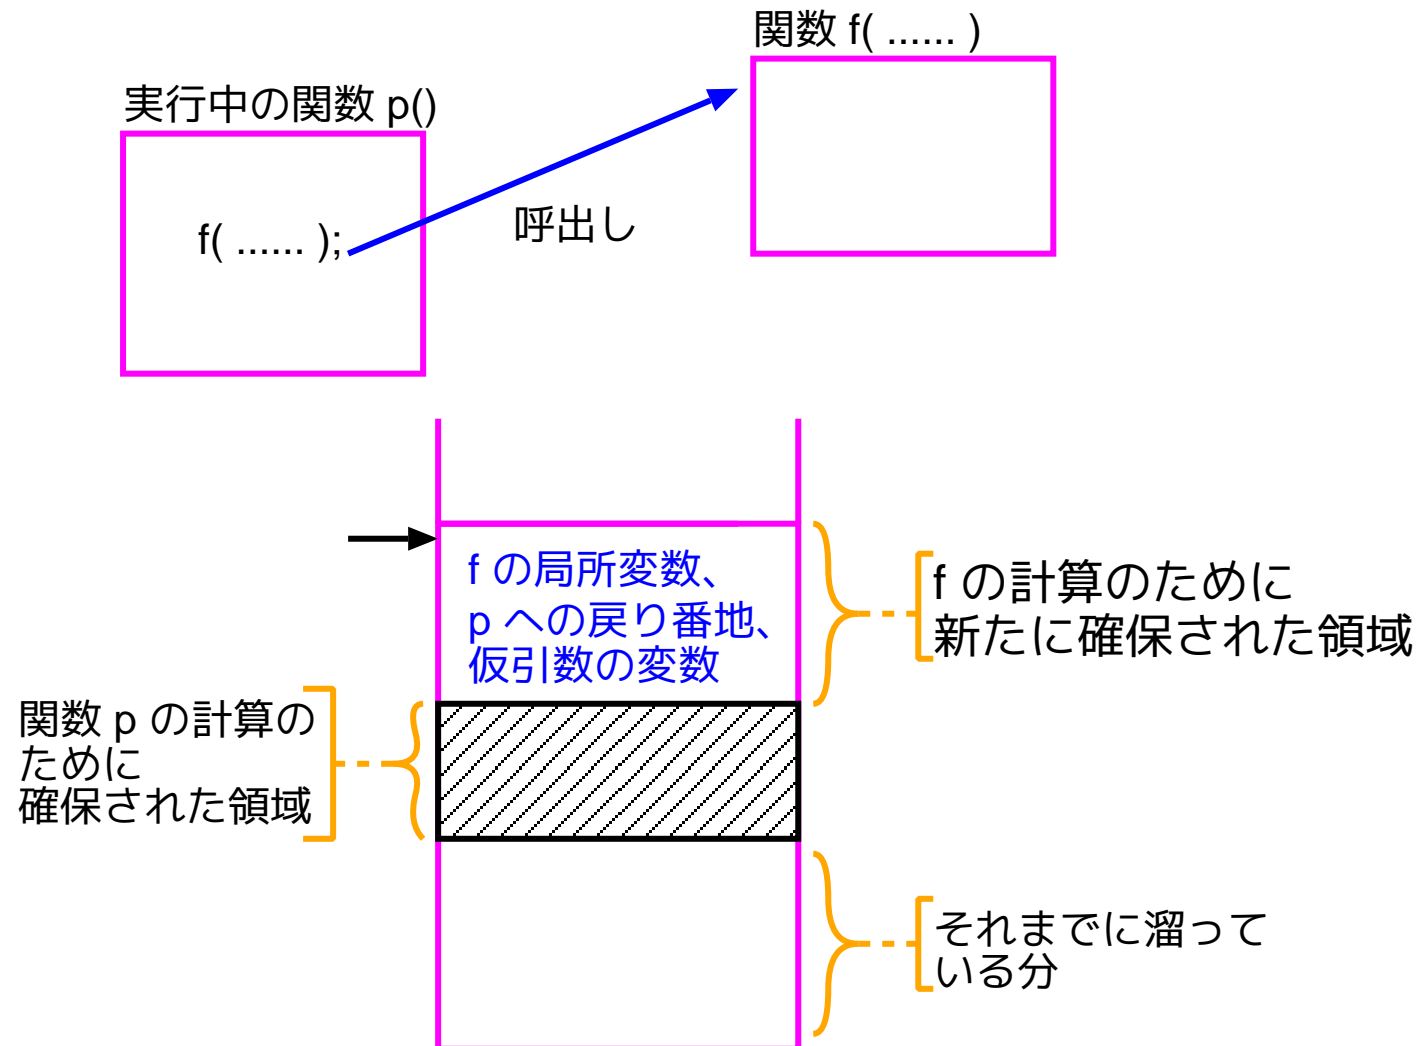 関数 f( ...... )
実行中の関数 p()
f( ...... );
呼出し
f の局所変数、
p への戻り番地、
仮引数の変数
f の計算のために
新たに確保された領域
関数 p の計算の
ために
確保された領域
それまでに溜って
いる分